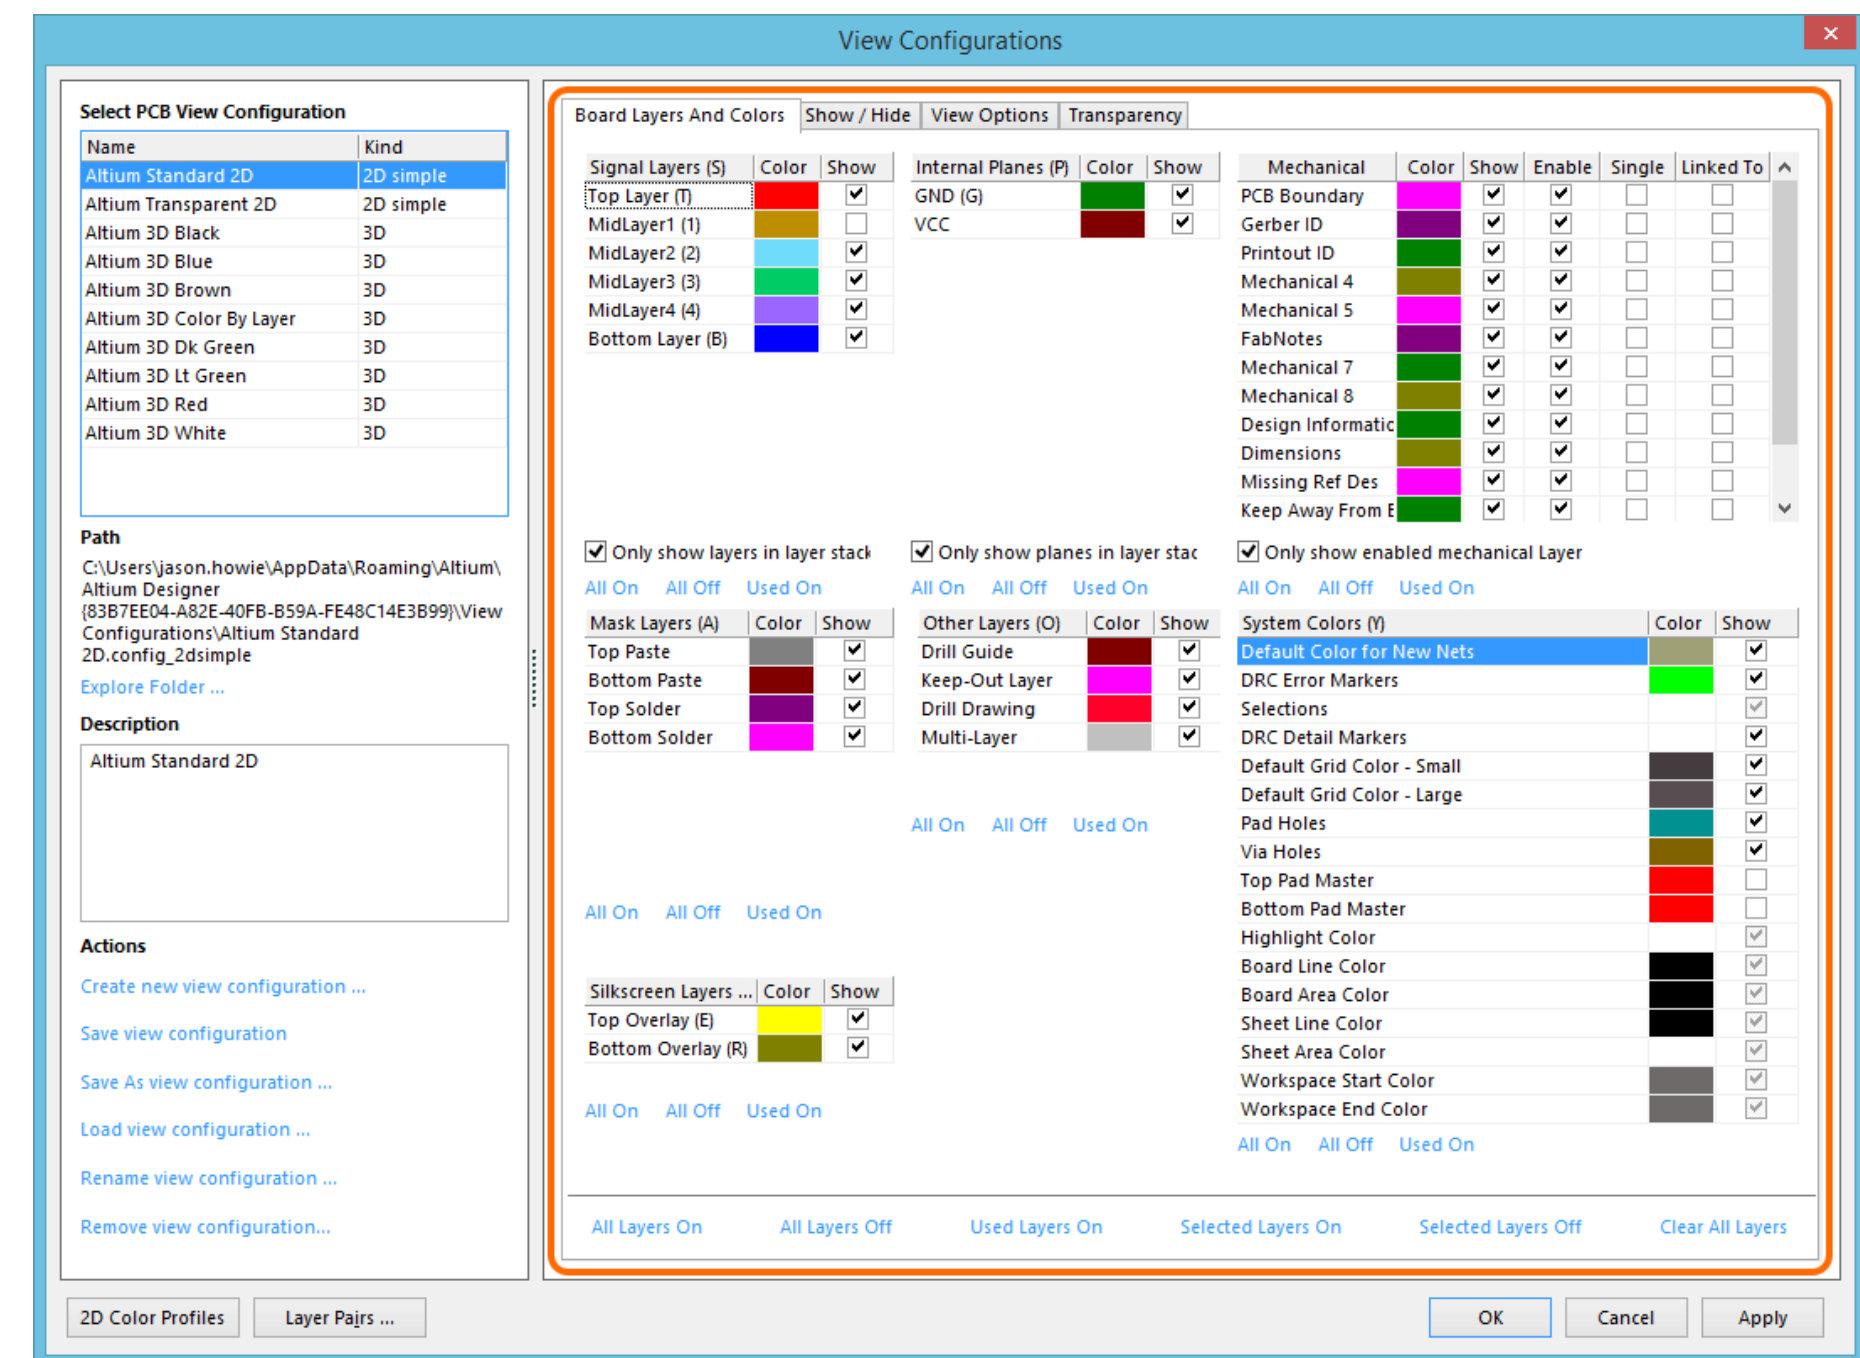 View Configurations
Select PCB View Configuration
Name Kind
Altium Standard 2D 2D simple
Altium Transparent 2D 2D simple
Altium 3D Black 3D
Altium 3D Blue 3D
Altium 3D Brown 3D
Altium 3D Color By Layer 3D
Altium 3D Dk Green 3D
Altium 3D Lt Green 3D
Altium 3D Red 3D
Altium 3D White 3D
Path
C:\Users\jason.howie\AppData\Roaming\Altium\
Altium Designer
{83B7EE04-A82E-40FB-B59A-FE48C14E3B99}\View
Configurations\Altium Standard
2D.config_2dsimple
Explore Folder ...
Description
Altium Standard 2D
Actions
Create new view configuration ...
Save view configuration
Save As view configuration ...
Load view configuration ...
Rename view configuration ...
Remove view configuration...
Board Layers And Colors Show / Hide View Options Transparency
Signal Layers (S) Color Show
Top Layer (T)
MidLayer1 (1)
MidLayer2 (2)
MidLayer3 (3)
MidLayer4 (4)
Bottom Layer (B)
Only show layers in layer stack
All On All Off Used On
Internal Planes (P) Color Show
GND (G)
VCC
Only show planes in layer stac
All On All Off Used On
Mechanical Color Show Enable Single Linked To
PCB Boundary
Gerber ID
Printout ID
Mechanical 4
Mechanical 5
FabNotes
Mechanical 7
Mechanical 8
Design Informatic
Dimensions
Missing Ref Des
Keep Away From E
Only show enabled mechanical Layer
All On All Off Used On
Mask Layers (A) Color Show
Top Paste
Bottom Paste
Top Solder
Bottom Solder
All On All Off Used On
Other Layers (O) Color Show
Drill Guide
Keep-Out Layer
Drill Drawing
Multi-Layer
All On All Off Used On
System Colors (Y) Color Show
Default Color for New Nets
DRC Error Markers
Selections
DRC Detail Markers
Default Grid Color - Small
Default Grid Color - Large
Pad Holes
Via Holes
Top Pad Master
Bottom Pad Master
Highlight Color
Board Line Color
Board Area Color
Sheet Line Color
Sheet Area Color
Workspace Start Color
Workspace End Color
All On All Off Used On
Silkscreen Layers ... Color Show
Top Overlay (E)
Bottom Overlay (R)
All On All Off Used On
All Layers On All Layers Off Used Layers On Selected Layers On Selected Layers Off Clear All Layers
2D Color Profiles Layer Pairs ... OK Cancel Apply